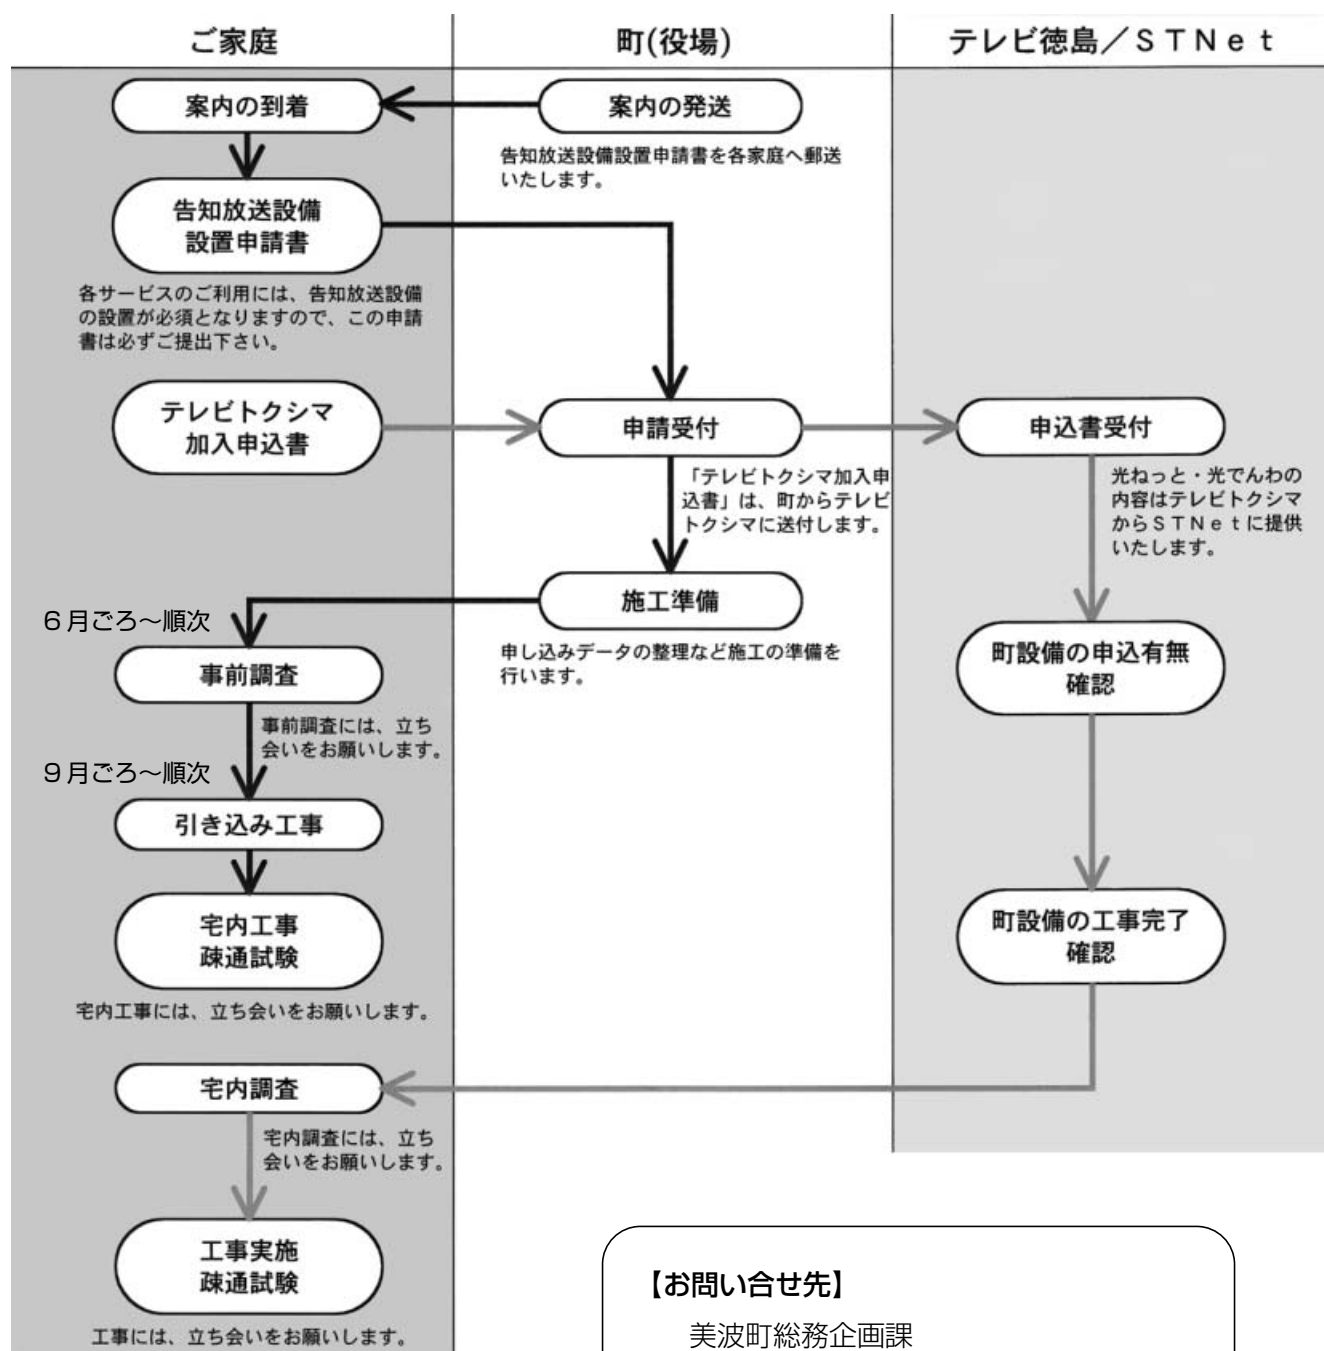 ご家庭
町(役場)
テレビ徳島／ＳＴＮｅｔ
案内の到着
案内の発送
告知放送設備設置申請書を各家庭へ郵送
いたします。
告知放送設備
設置申請書
各サービスのご利用には、告知放送設備
の設置が必須となりますので、この申請
書は必ずご提出下さい。
テレビトクシマ
加入申込書
申請受付
申込書受付
「テレビトクシマ加入申
込書」は、町からテレビ
トクシマに送付します。
光ねっと・光でんわの
内容はテレビトクシマ
からＳＴＮｅｔに提供
いたします。
施工準備
申し込みデータの整理など施工の準備を
行います。
６月ごろ～順次
事前調査
事前調査には、立ち
会いをお願いします。
町設備の申込有無
確認
９月ごろ～順次
引き込み工事
宅内工事
疎通試験
宅内工事には、立ち会いをお願いします。
町設備の工事完了
確認
宅内調査
宅内調査には、立ち
会いをお願いします。
工事実施
疎通試験
工事には、立ち会いをお願いします。
【お問い合せ先】
美波町総務企画課